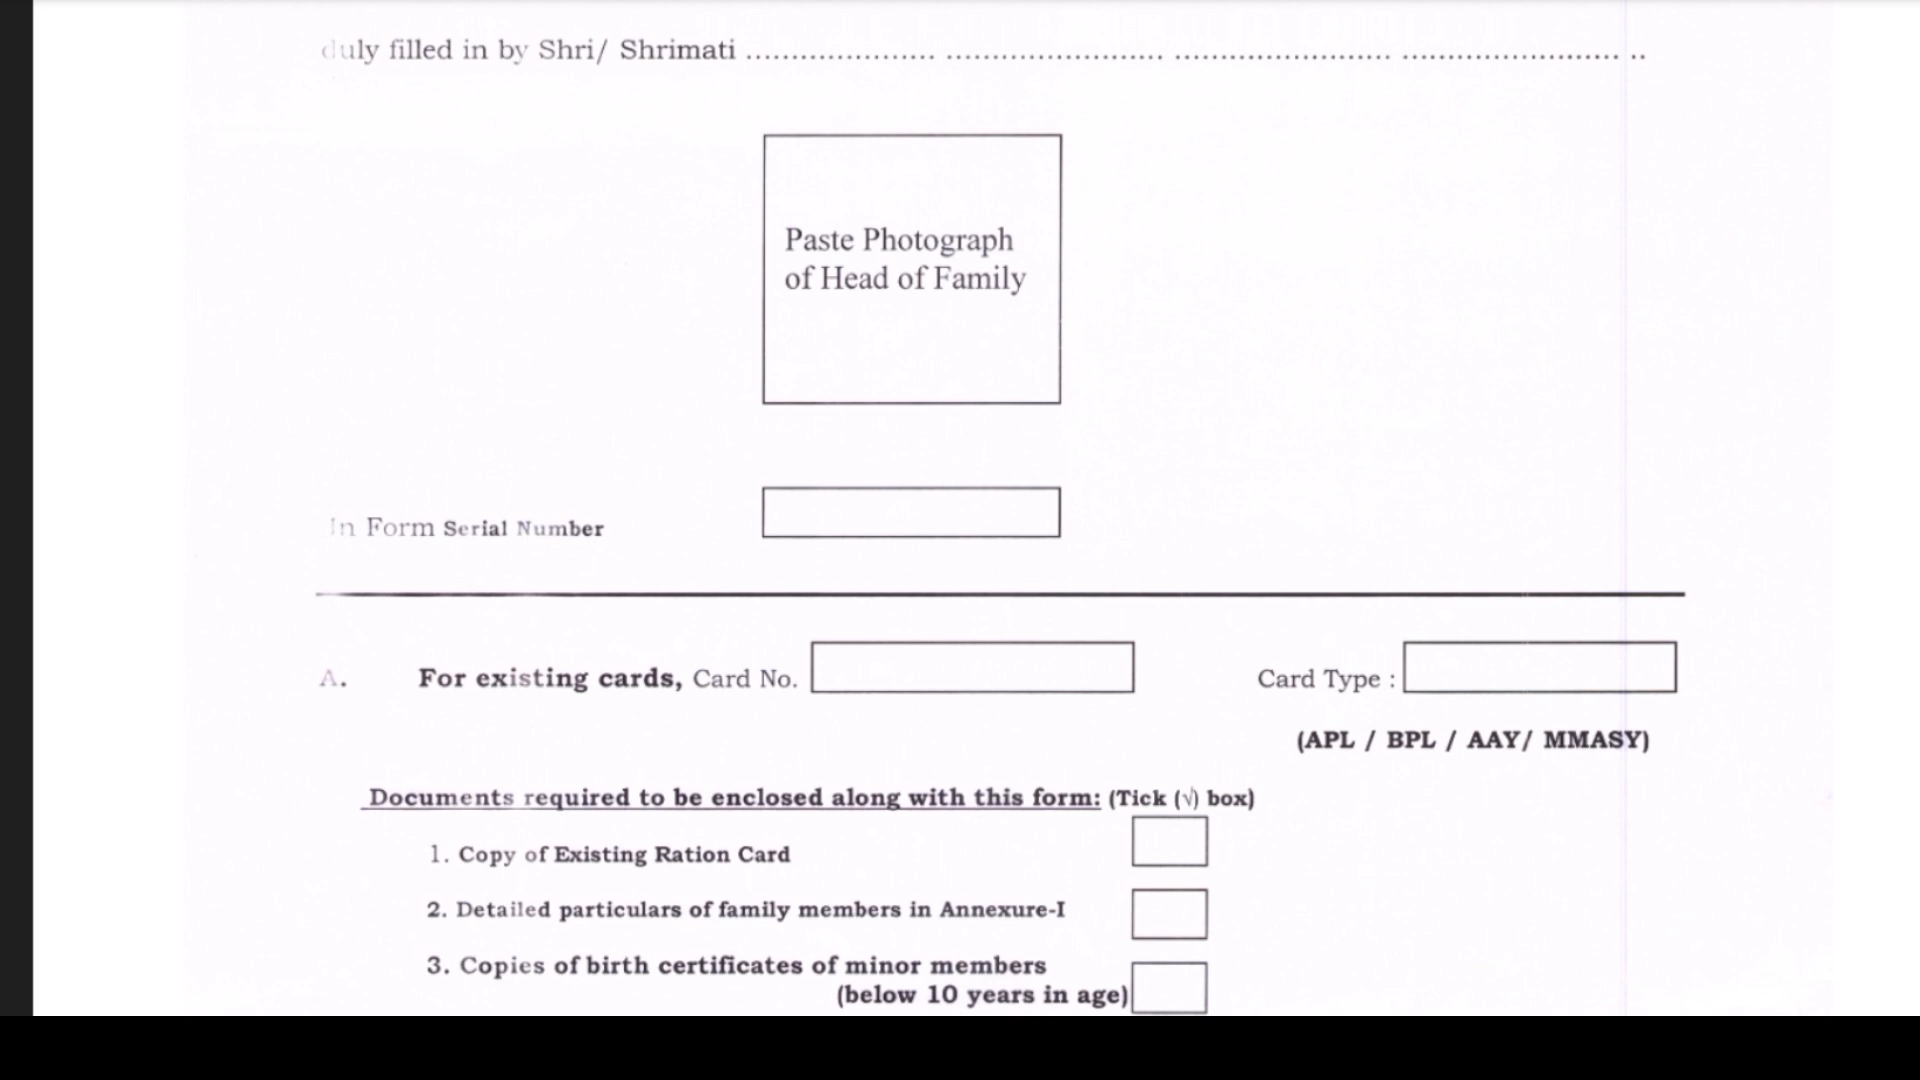 duly filled in by Shri/ Shrimati .................... ....................... ....................... ....................... ..
Paste Photograph
of Head of Family
In Form Serial Number
A. For existing cards, Card No. Card Type :
(APL / BPL / AAY/ MMASY)
Documents required to be enclosed along with this form: (Tick (√) box)
1. Copy of Existing Ration Card
2. Detailed particulars of family members in Annexure-I
3. Copies of birth certificates of minor members
(below 10 years in age)